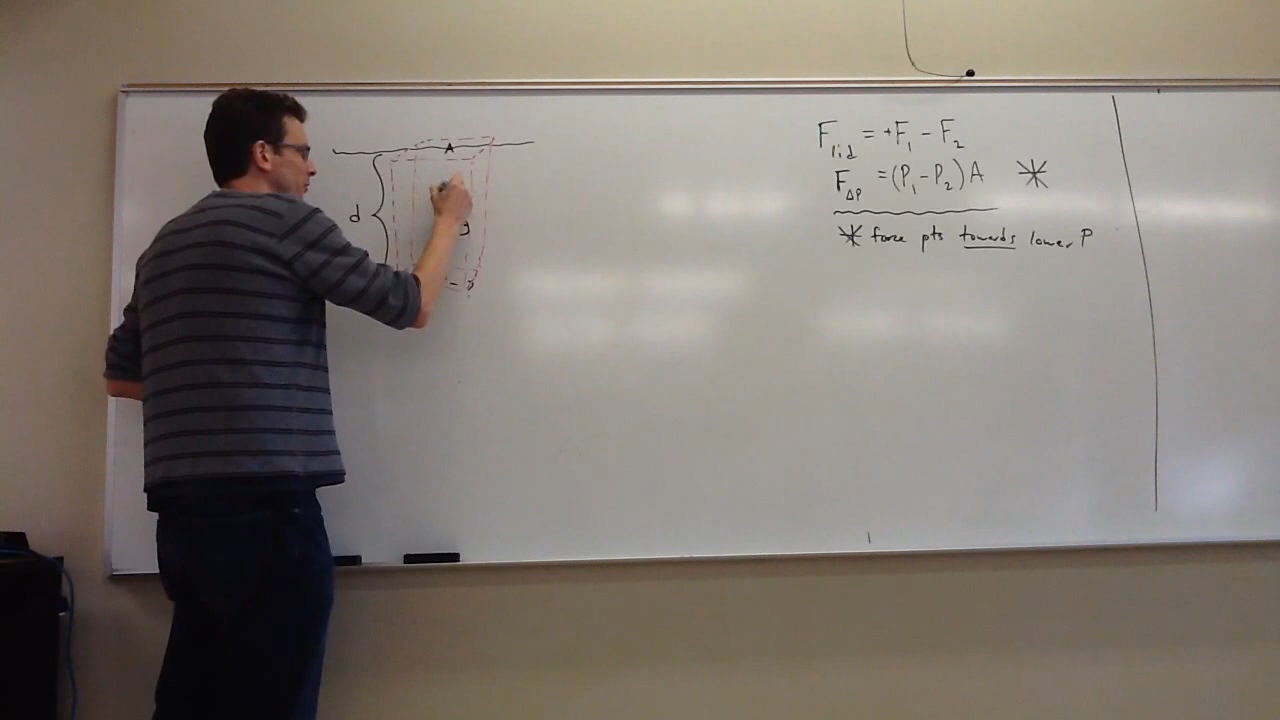 A
d
g
F_lid = +F_1 - F_2
F_ΔP = (P_1 - P_2) A *
* force pts towards lower P